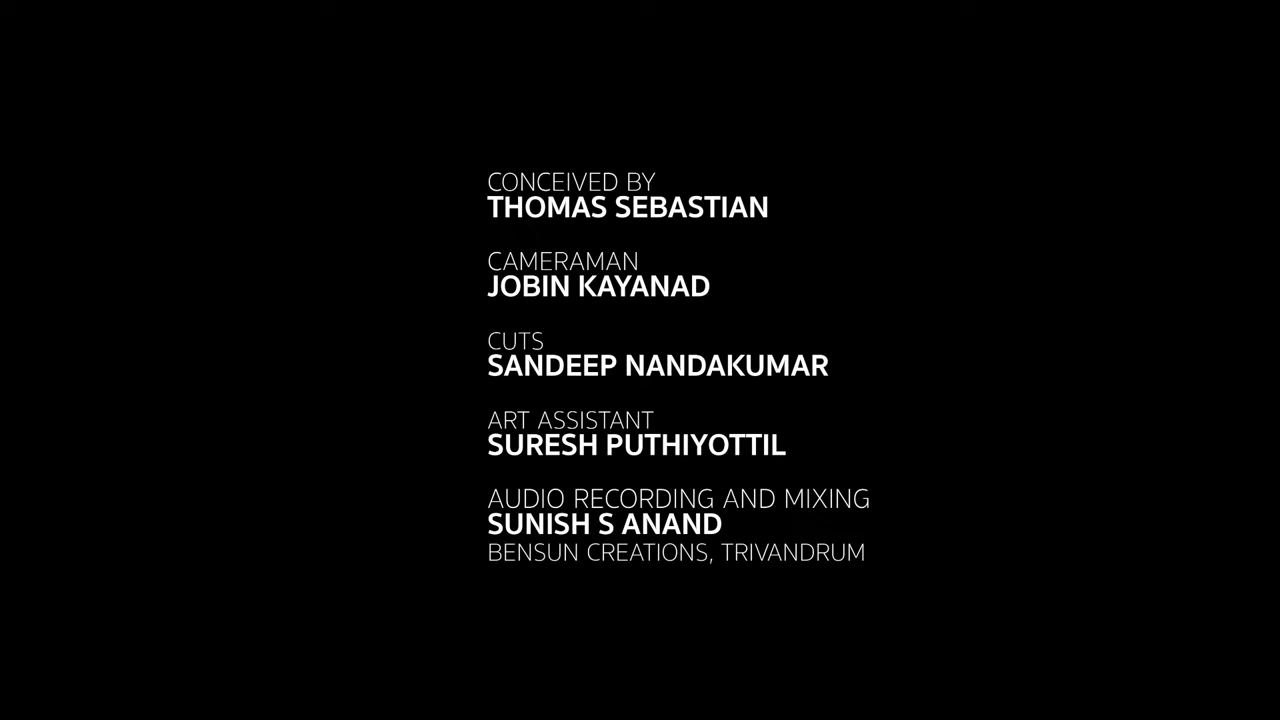 CONCEIVED BY
THOMAS SEBASTIAN
CAMERAMAN
JOBIN KAYANAD
CUTS
SANDEEP NANDAKUMAR
ART ASSISTANT
SURESH PUTHIYOTTIL
AUDIO RECORDING AND MIXING
SUNISH S ANAND
BENSUN CREATIONS, TRIVANDRUM